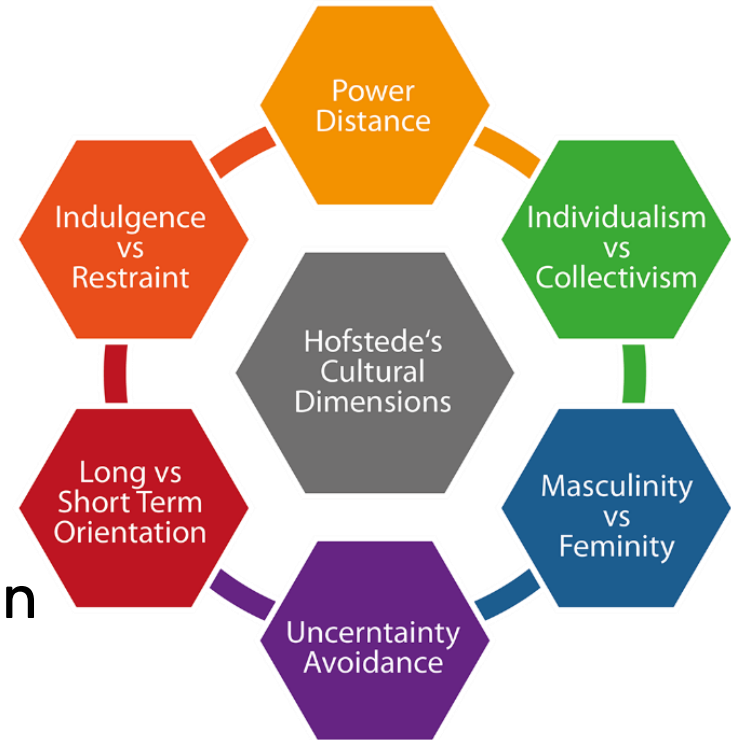 Power
Distance
Individualism
vs
Collectivism
Masculinity
vs
Feminity
Uncerntainty
Avoidance
Long vs
Short Term
Orientation
Indulgence
vs
Restraint
Hofstede‘s
Cultural
Dimensions
n